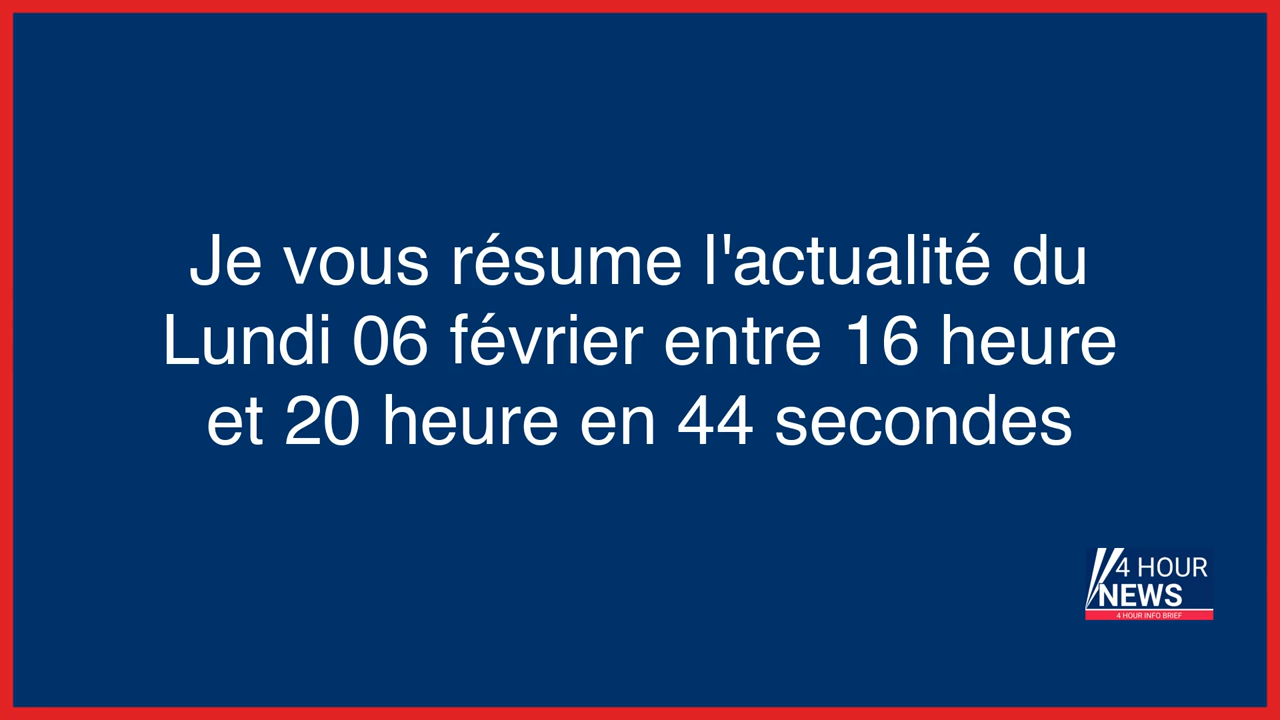 Je vous résume l'actualité du
Lundi 06 février entre 16 heure
et 20 heure en 44 secondes
4 HOUR
NEWS
4 HOUR INFO BRIEF